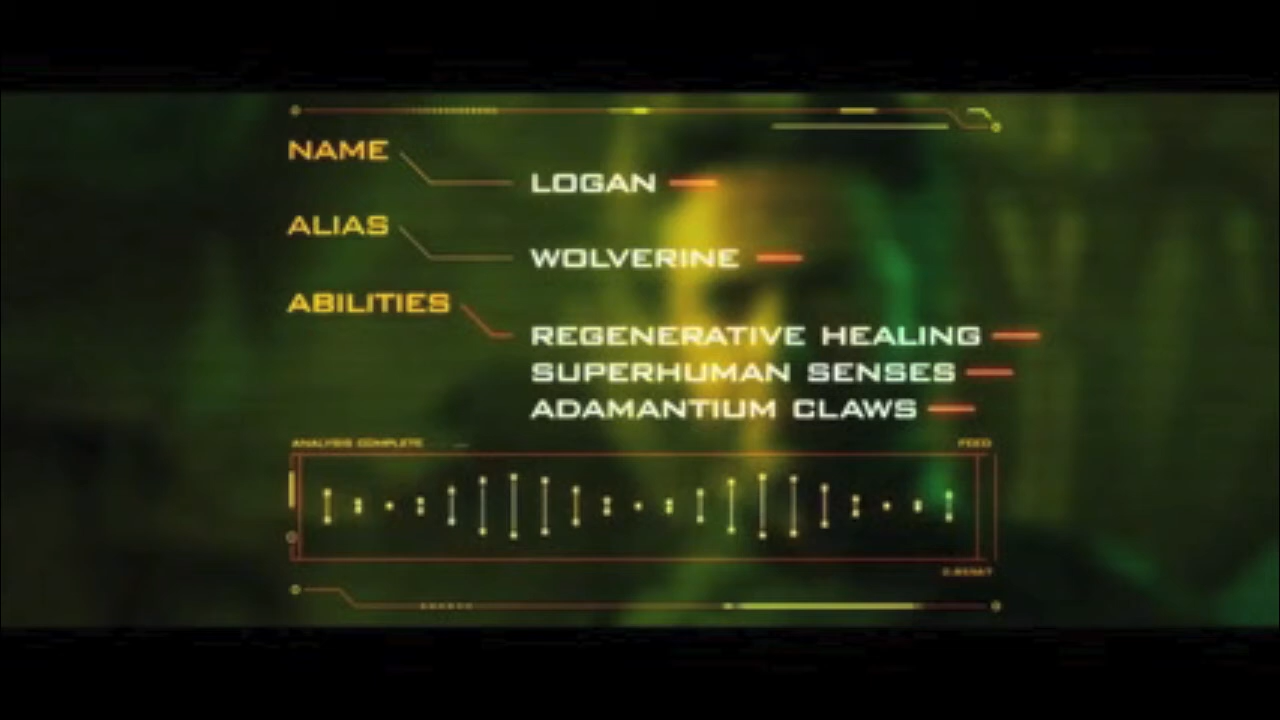 NAME
LOGAN
ALIAS
WOLVERINE
ABILITIES
REGENERATIVE HEALING
SUPERHUMAN SENSES
ADAMANTIUM CLAWS
ANALYSIS COMPLETE
FEED